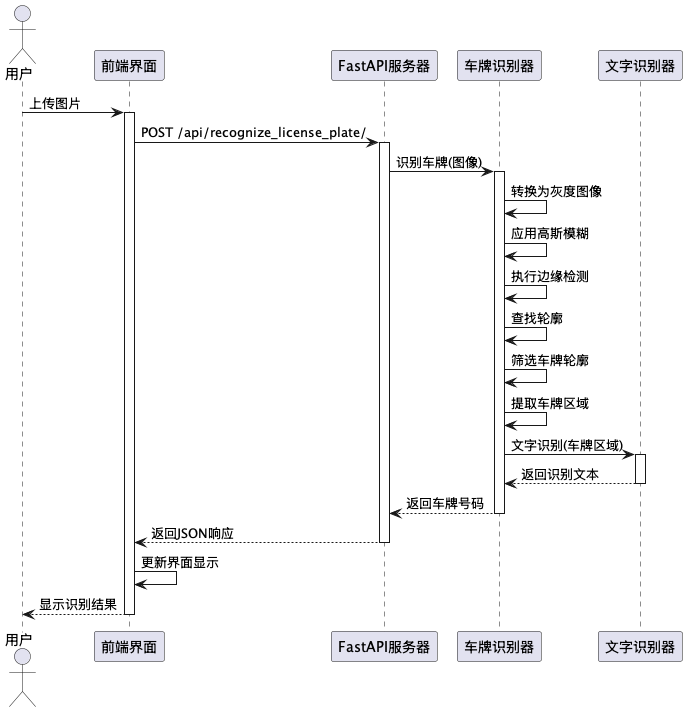 用户
前端界面
FastAPI服务器
车牌识别器
文字识别器
上传图片
POST /api/recognize_license_plate/
识别车牌(图像)
转换为灰度图像
应用高斯模糊
执行边缘检测
查找轮廓
筛选车牌轮廓
提取车牌区域
文字识别(车牌区域)
返回识别文本
返回车牌号码
返回JSON响应
更新界面显示
显示识别结果
用户
前端界面
FastAPI服务器
车牌识别器
文字识别器